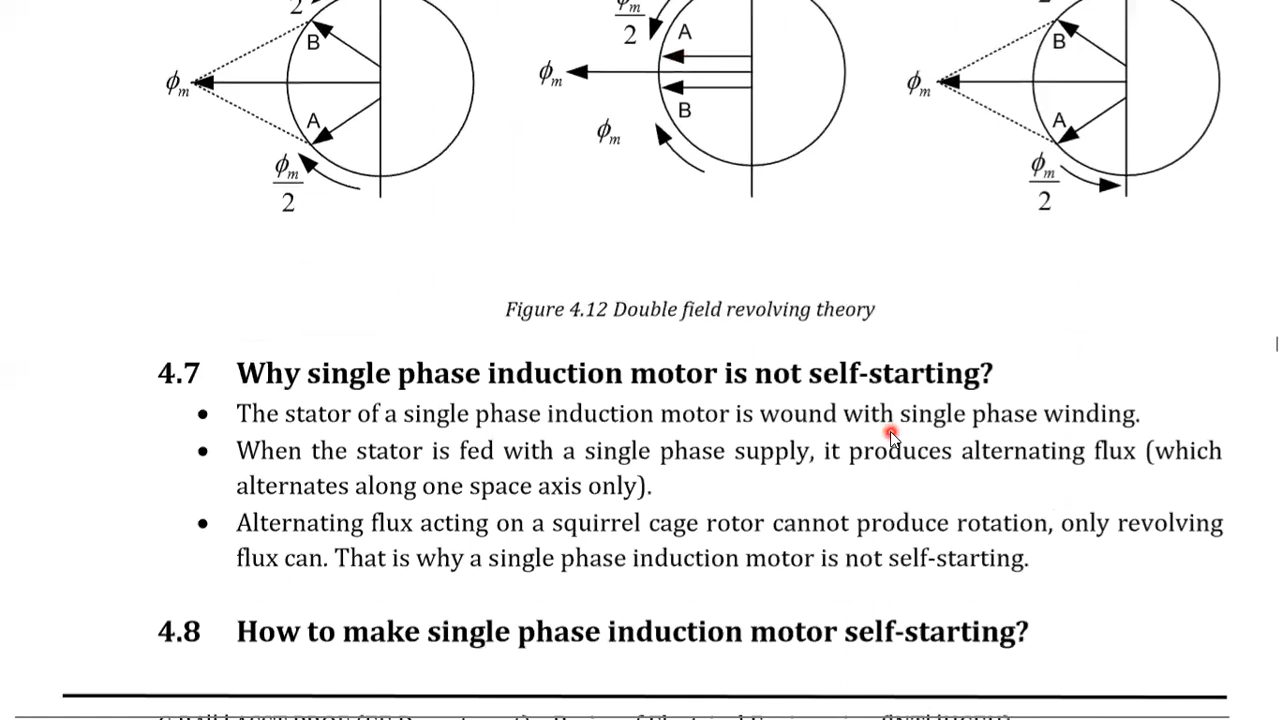 2
ϕm
2
B
A
B
ϕm
A
ϕm
B
ϕm
A
ϕm
2
ϕm
ϕm
2
Figure 4.12 Double field revolving theory
4.7 Why single phase induction motor is not self-starting?
• The stator of a single phase induction motor is wound with single phase winding.
• When the stator is fed with a single phase supply, it produces alternating flux (which
alternates along one space axis only).
• Alternating flux acting on a squirrel cage rotor cannot produce rotation, only revolving
flux can. That is why a single phase induction motor is not self-starting.
4.8 How to make single phase induction motor self-starting?